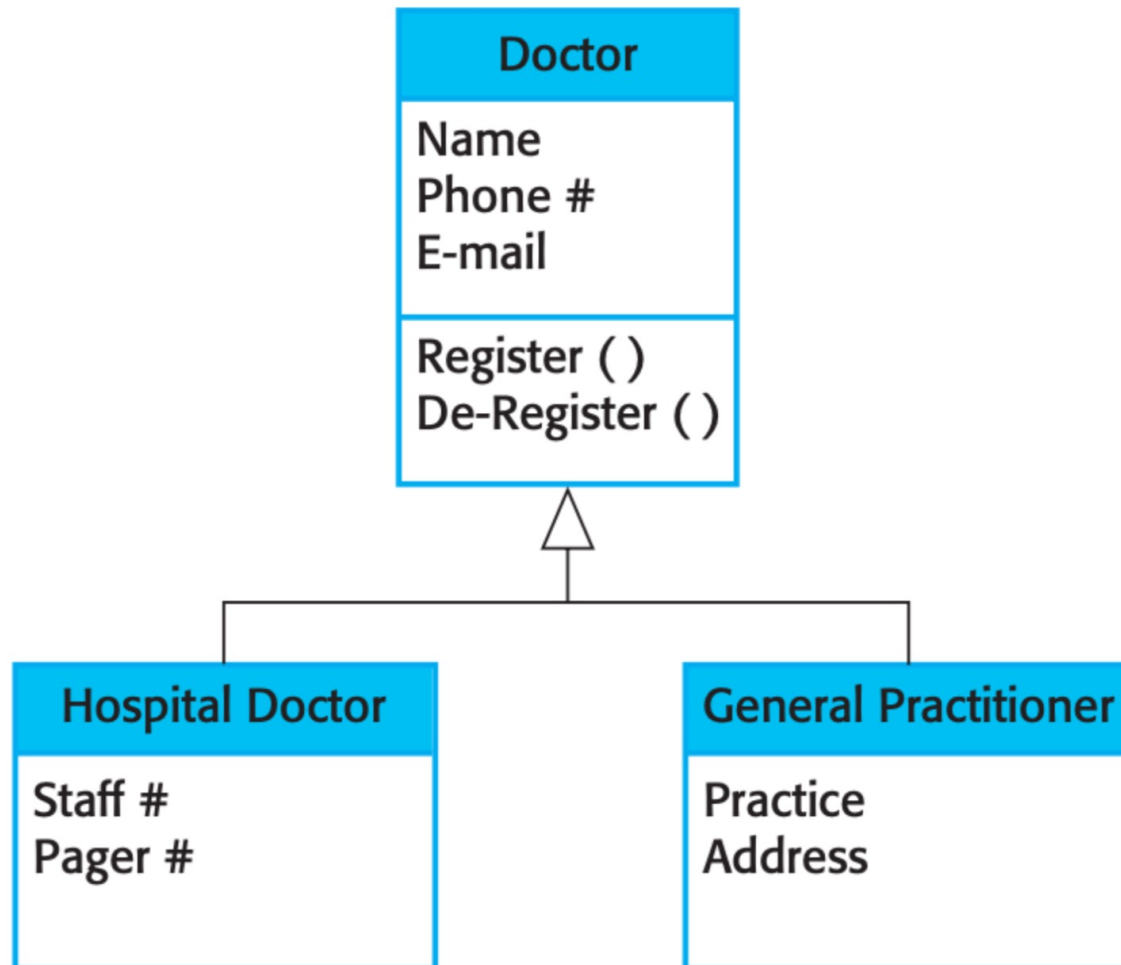 Doctor
Name
Phone #
E-mail
Register ( )
De-Register ( )
Hospital Doctor
Staff #
Pager #
General Practitioner
Practice
Address